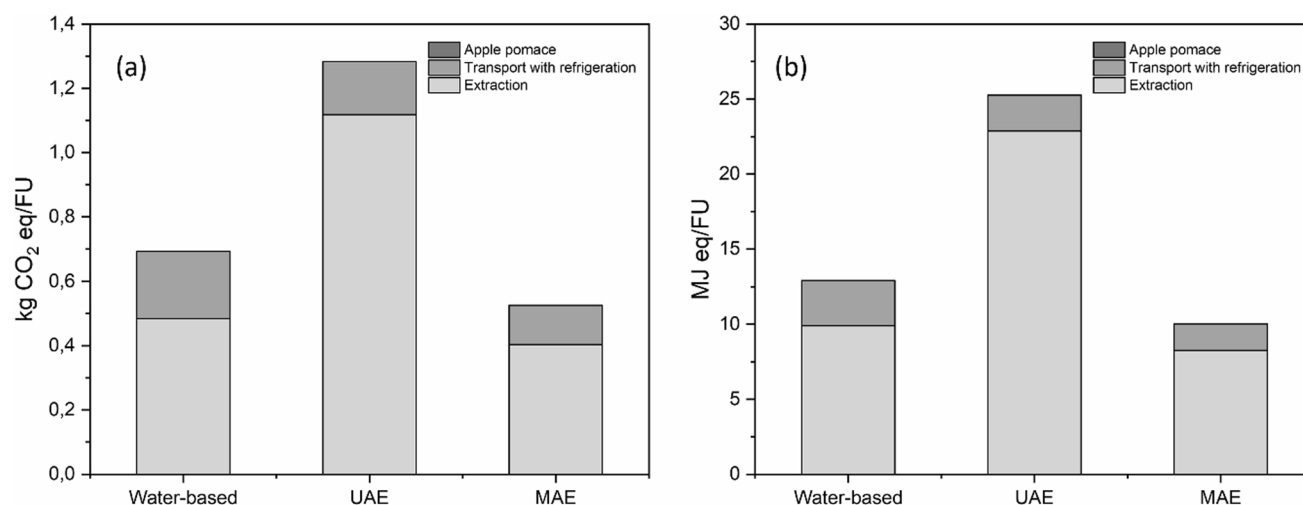 (a)
Apple pomace
Transport with refrigeration
Extraction
kg CO₂ eq/FU
1,4
1,2
1,0
0,8
0,6
0,4
0,2
0,0
Water-based UAE MAE
(b)
Apple pomace
Transport with refrigeration
Extraction
MJ eq/FU
30
25
20
15
10
5
0
Water-based UAE MAE